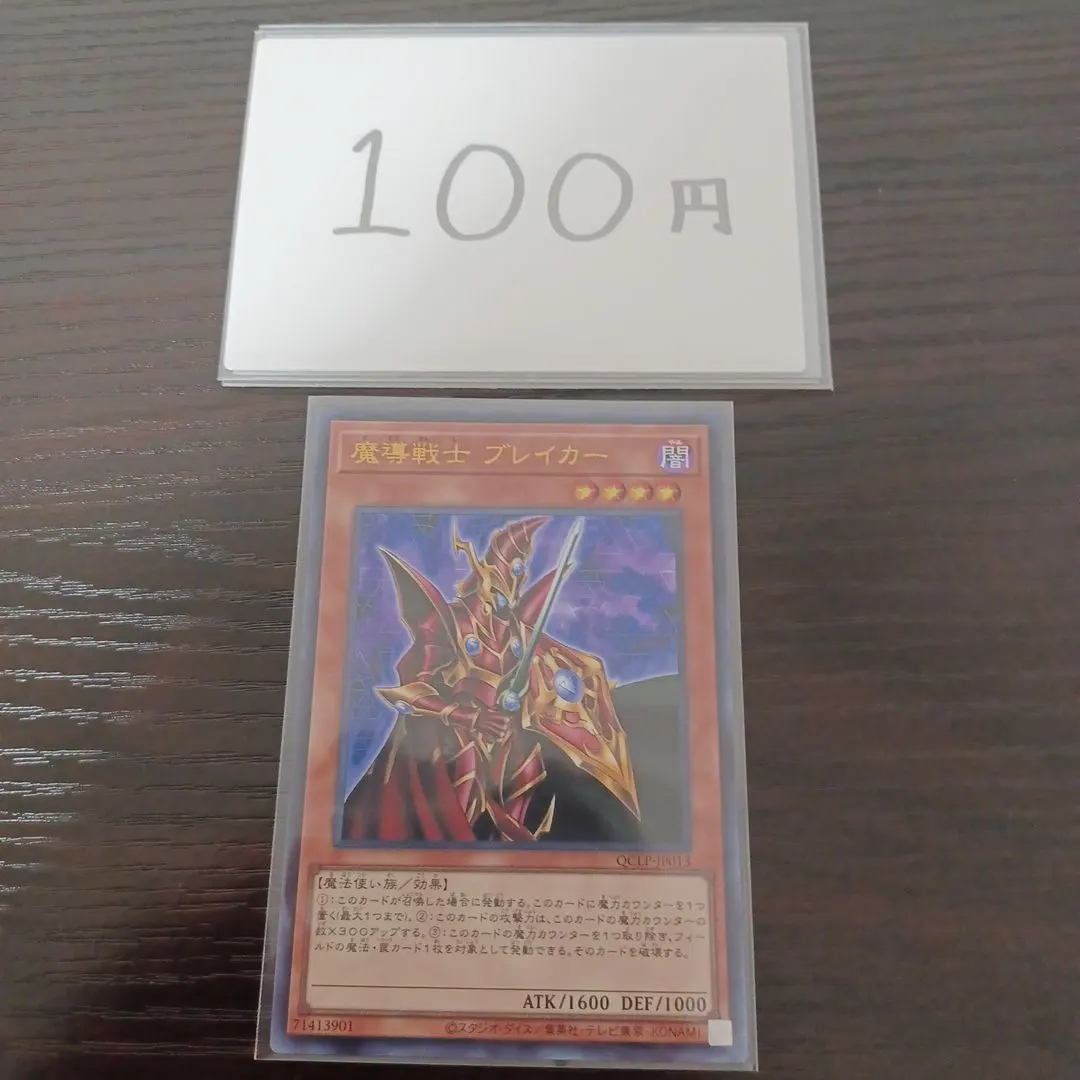 100円
魔導戦士 ブレイカー
闇
QCLP-JP013
【魔法使い族/効果】
①:このカードが召喚した場合に発動する。このカードに魔力カウンターを1つ
置く(最大1つまで)。②:このカードの攻撃力は、このカードの魔力カウンターの
数×300アップする。③:このカードの魔力カウンターを1つ取り除き、フィー
ルドの魔法・罠カード1枚を対象として発動できる。そのカードを破壊する。
ATK/1600 DEF/1000
71413901
©スタジオ・ダイス/集英社・テレビ東京・KONAMI